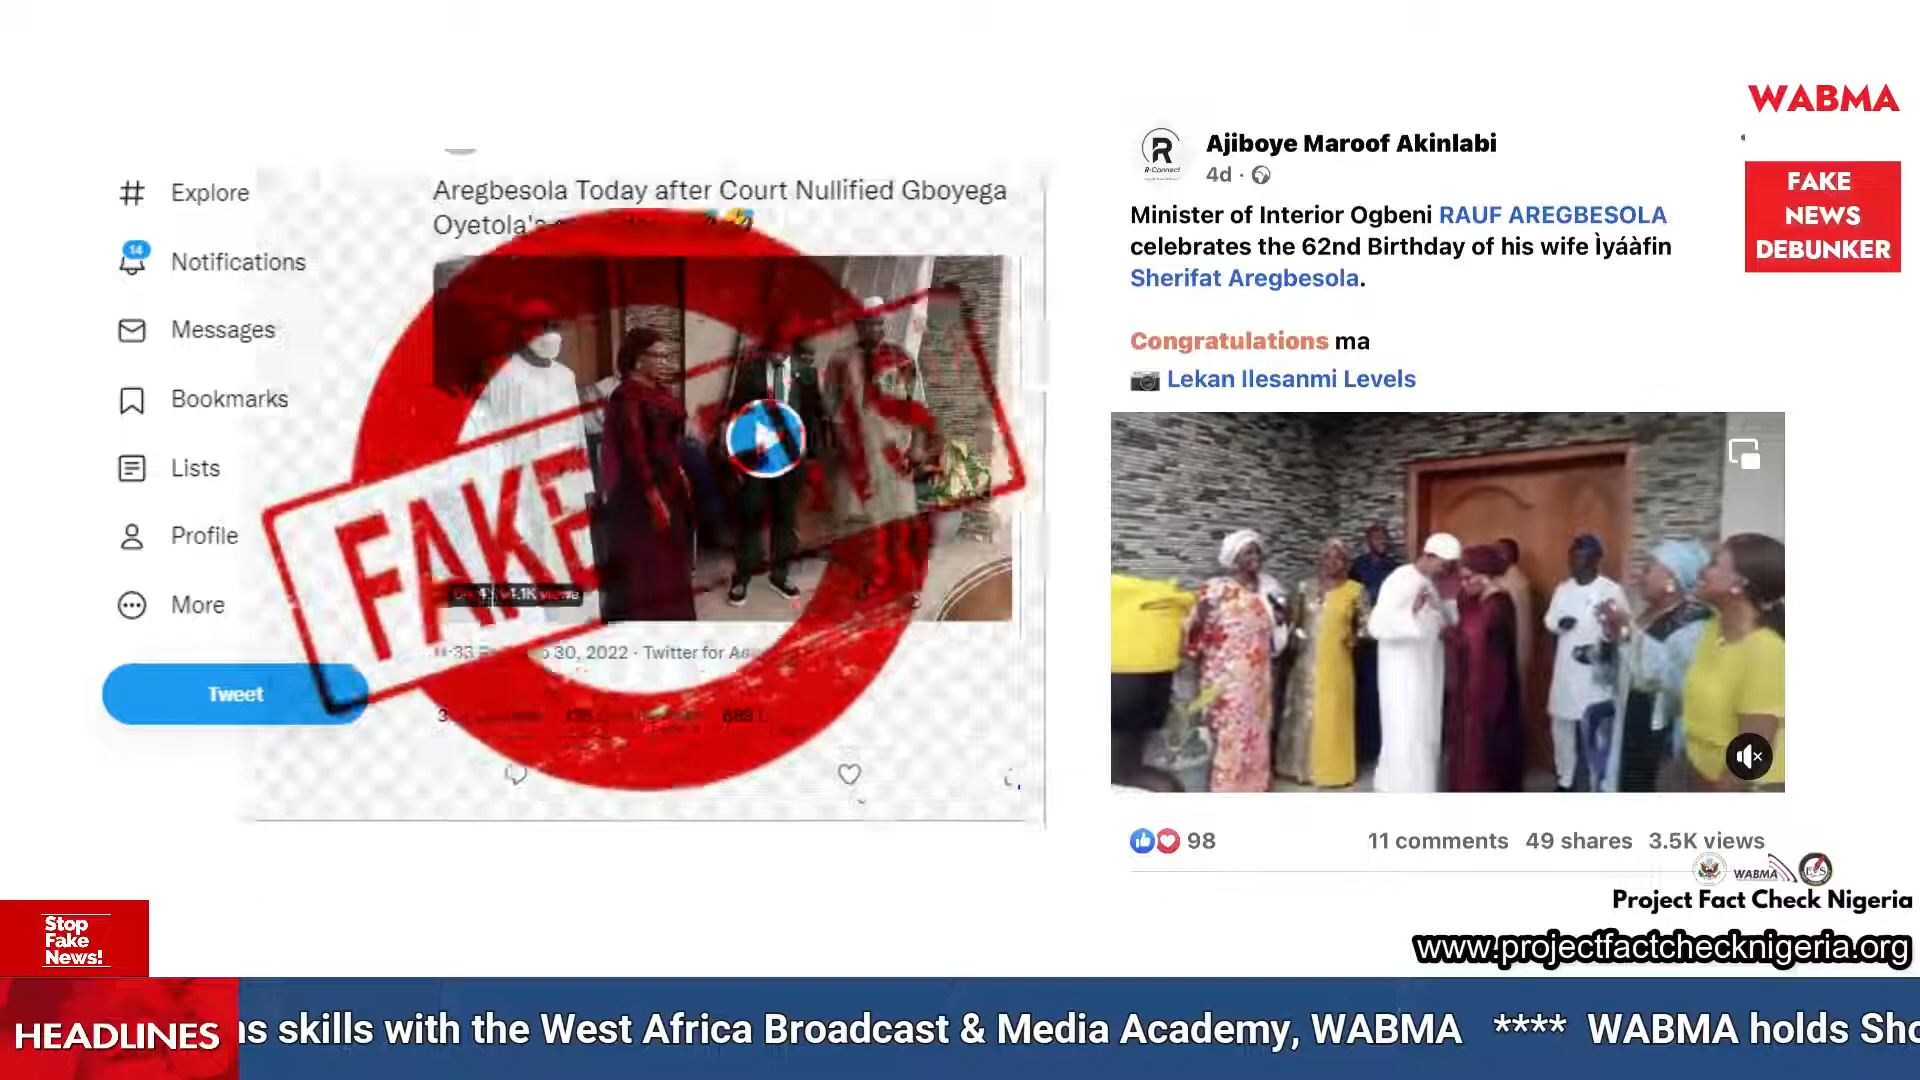 Explore
14
Notifications
Messages
Bookmarks
Lists
Profile
More
Tweet
Aregbesola Today after Court Nullified Gboyega
Oyetola's
FAKE
30, 2022 · Twitter for
Ajiboye Maroof Akinlabi
R-Connect
4d ·
Minister of Interior Ogbeni RAUF AREGBESOLA
celebrates the 62nd Birthday of his wife Ìyáàfin
Sherifat Aregbesola.
Congratulations ma
Lekan Ilesanmi Levels
98
11 comments 49 shares 3.5K views
WABMA
FAKE
NEWS
DEBUNKER
WABMA
Project Fact Check Nigeria
www.projectfactchecknigeria.org
Stop
Fake
News!
HEADLINES
ns skills with the West Africa Broadcast & Media Academy, WABMA **** WABMA holds Sho